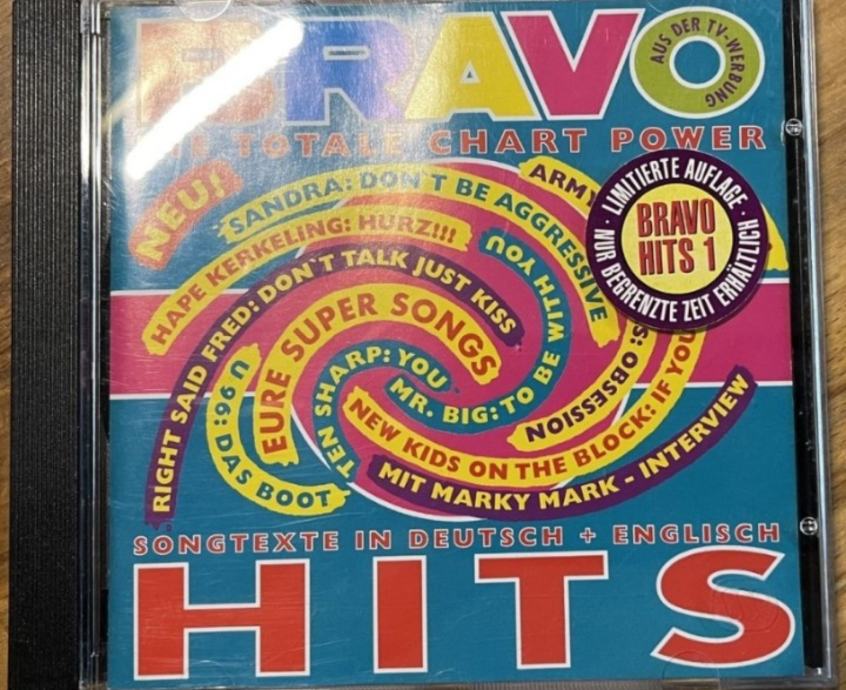 BRAVO
AUS DER TV-WERBUNG
TOTALE CHART POWER
NEU!
SANDRA: DON`T BE AGGRESSIVE
ARMY
HAPE KERKELING: HURZ!!!
RIGHT SAID FRED: DON`T TALK JUST KISS
· LIMITIERTE AUFLAGE ·
NUR BEGRENZTE ZEIT ERHÄLTLICH
BRAVO
HITS 1
EURE SUPER SONGS
U 96: DAS BOOT
TEN SHARP: YOU
MR. BIG: TO BE WITH YOU
S: OBSESSION
NEW KIDS ON THE BLOCK: IF YOU
MIT MARKY MARK - INTERVIEW
SONGTEXTE IN DEUTSCH + ENGLISCH
HITS